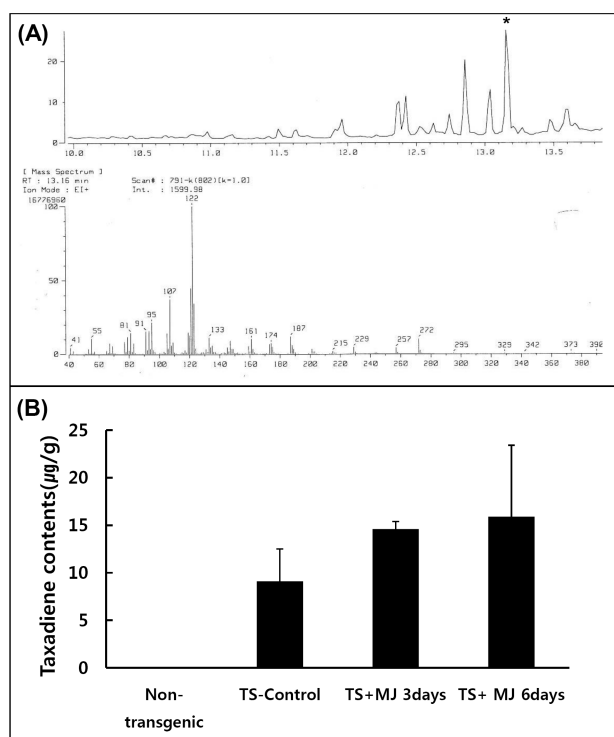 (A)
*
20
10
0
10.0 10.5 11.0 11.5 12.0 12.5 13.0 13.5
[ Mass Spectrum ]
RT : 13.16 min Scan# : 791-k(802)[k=1.0]
Ion Mode : EI+ Int. : 1599.98
16776960
100
50
0
122
107
95
91
81
55
41
133
161
174
187
215
229
257
272
295
329
342
373
398
40 60 80 100 120 140 160 180 200 220 240 260 280 300 320 340 360 380
(B)
Taxadiene contents(μg/g)
25
20
15
10
5
0
Non-
transgenic
TS-Control
TS+MJ 3days
TS+ MJ 6days